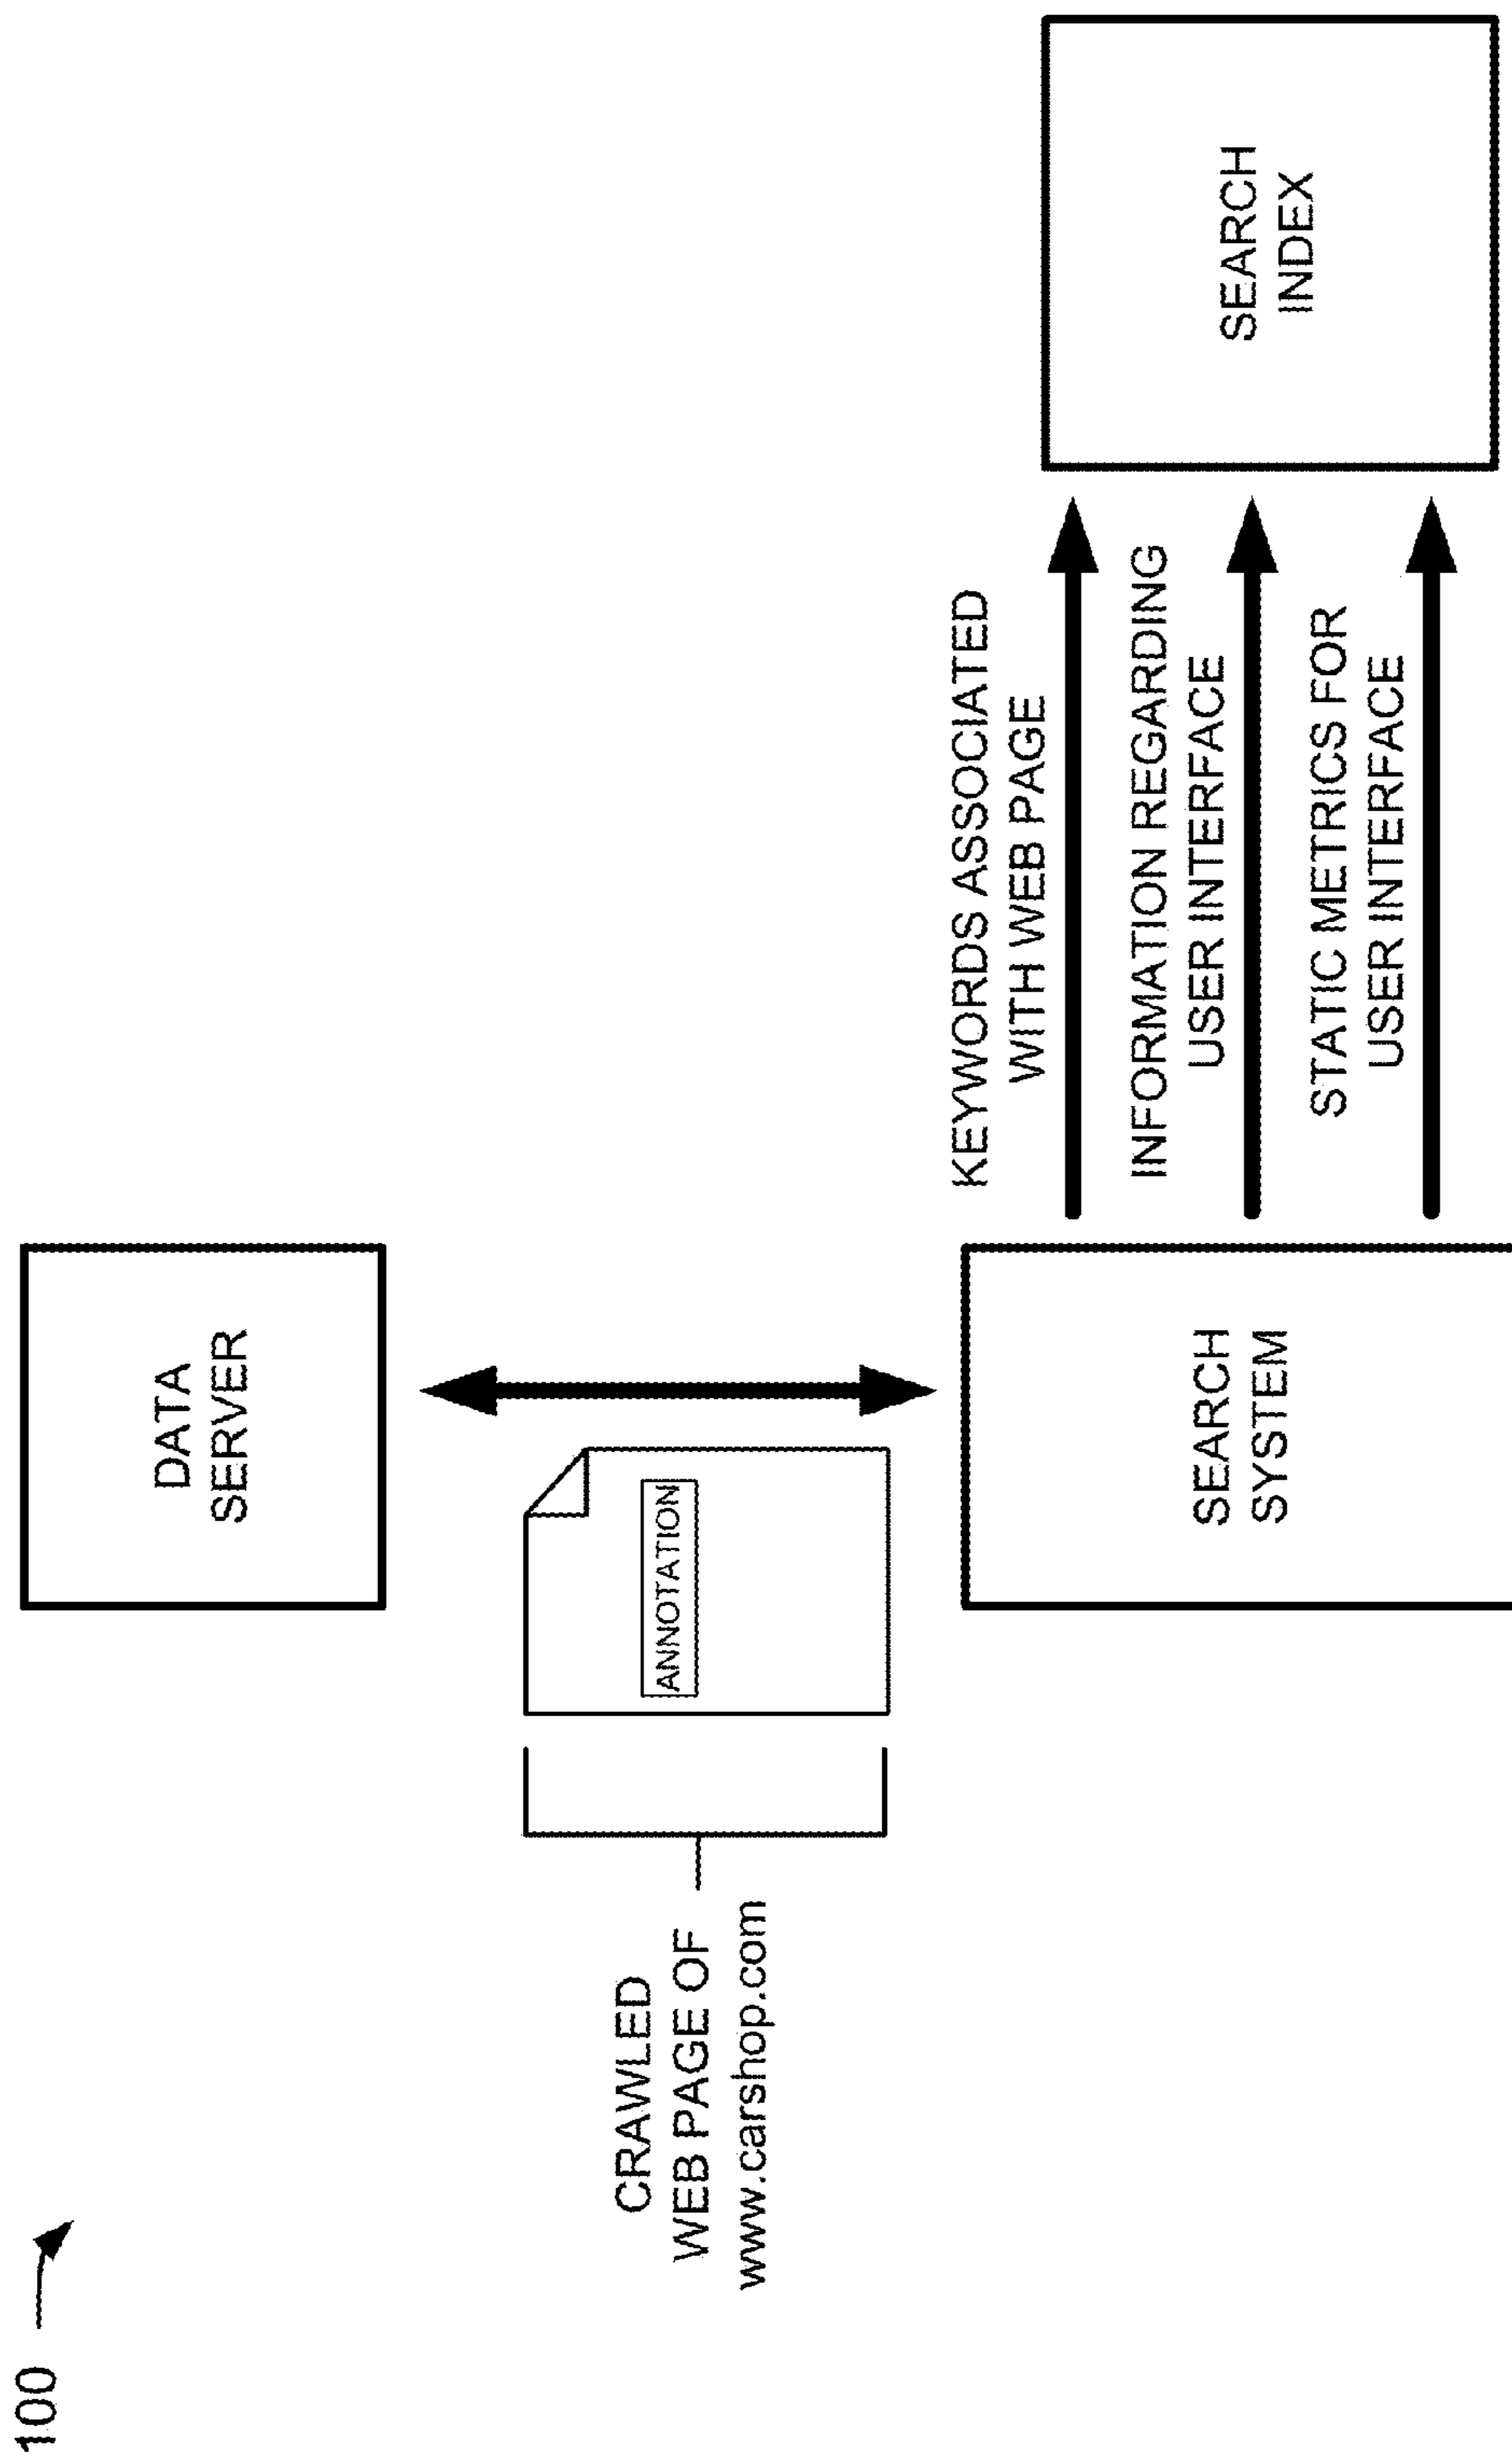 100
DATA
SERVER
CRAWLED
WEB PAGE OF
www.carshop.com
ANNOTATION
SEARCH
SYSTEM
KEYWORDS ASSOCIATED
WITH WEB PAGE
INFORMATION REGARDING
USER INTERFACE
STATIC METRICS FOR
USER INTERFACE
SEARCH
INDEX